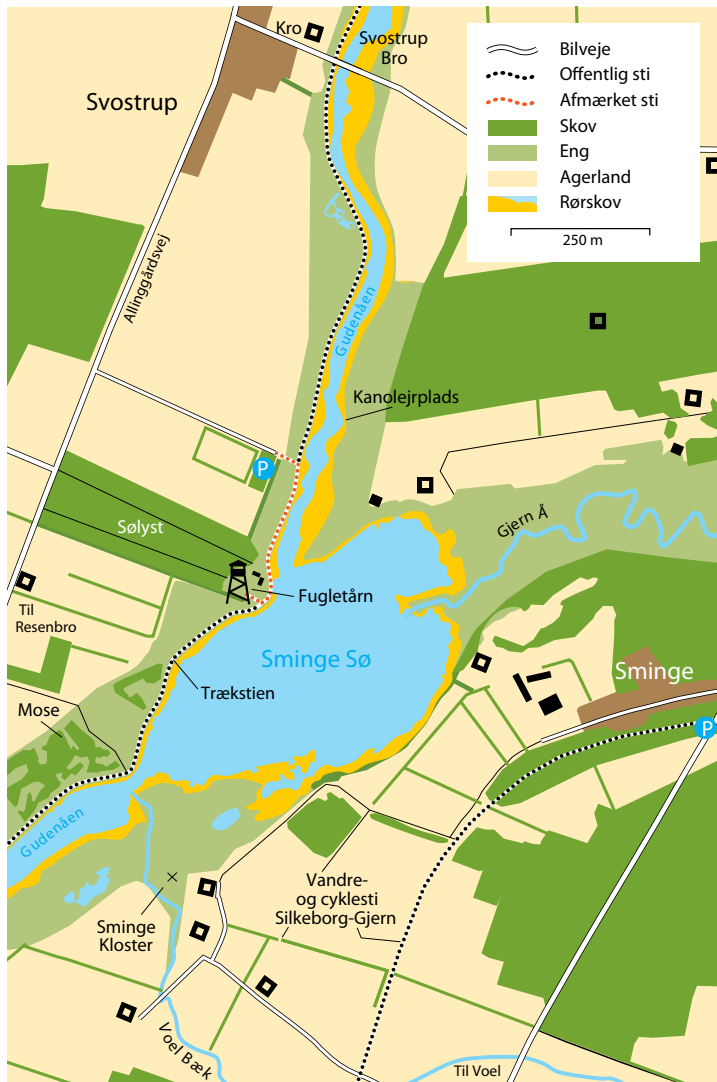 Kro
Svostrup
Bro
Svostrup
Bilveje
Offentlig sti
Afmærket sti
Skov
Eng
Agerland
Rørskov
250 m
Allinggårdsvej
Gudenåen
Kanolejrplads
P
Sølyst
Gjern Å
Fugletårn
Til
Resenbro
Sminge Sø
Sminge
Trækstien
Mose
P
Gudenåen
Vandre-
og cyklesti
Silkeborg-Gjern
Sminge
Kloster
Voel Bæk
Til Voel